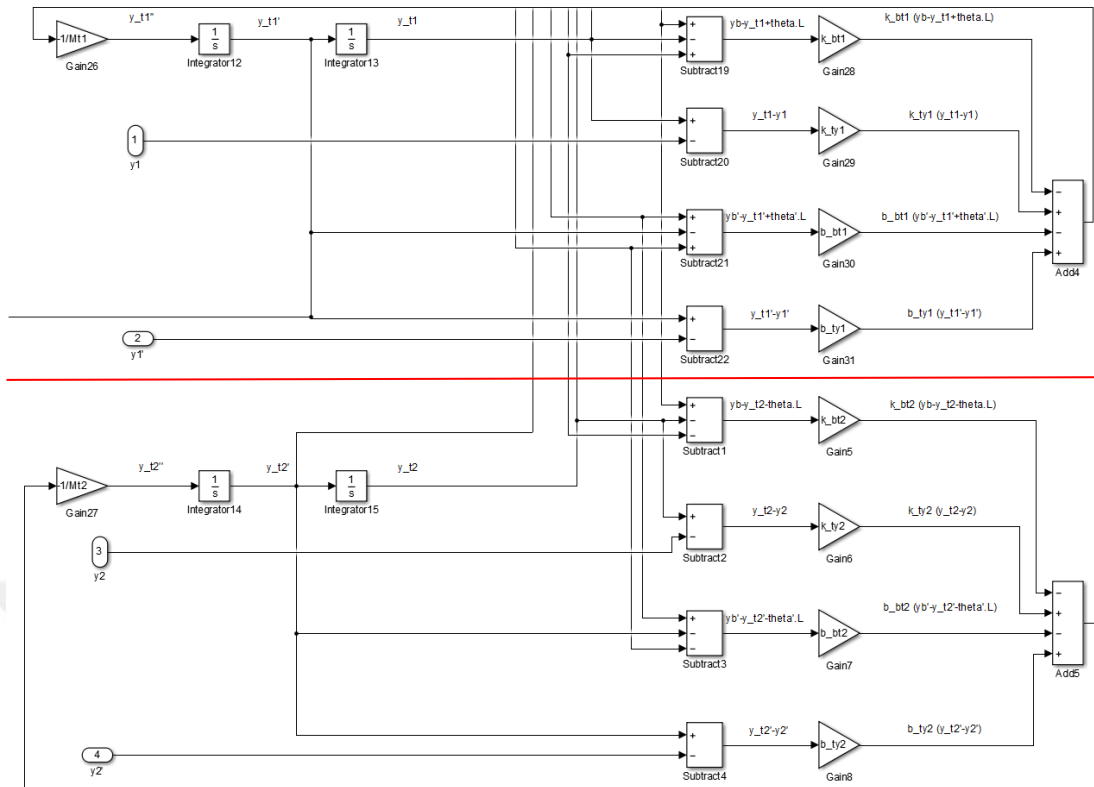 y_t1''
y_t1'
y_t1
yb-y_t1+theta.L
k_bt1 (yb-y_t1+theta.L)
-1/Mt1
1
s
1
s
+
−
+
k_bt1
Gain26
Integrator12
Integrator13
Subtract19
Gain28
y_t1-y1
k_ty1 (y_t1-y1)
1
+
−
k_ty1
y1
Subtract20
Gain29
−
+
−
+
yb'-y_t1'+theta'.L
b_bt1 (yb'-y_t1'+theta'.L
+
−
+
b_bt1
Subtract21
Gain30
Add4
y_t1'-y1'
b_ty1 (y_t1'-y1')
2
+
−
b_ty1
y1'
Subtract22
Gain31
yb-y_t2-theta.L
k_bt2 (yb-y_t2-theta.L)
+
−
−
k_bt2
Subtract1
Gain5
y_t2''
y_t2'
y_t2
-1/Mt2
1
s
1
s
Gain27
Integrator14
Integrator15
y_t2-y2
k_ty2 (y_t2-y2)
3
+
−
k_ty2
y2
Subtract2
Gain6
−
+
−
+
yb'-y_t2'-theta'.L
b_bt2 (yb'-y_t2'-theta'.L)
+
−
−
b_bt2
Subtract3
Gain7
Add5
y_t2'-y2'
b_ty2 (y_t2'-y2')
4
+
−
b_ty2
y2'
Subtract4
Gain8